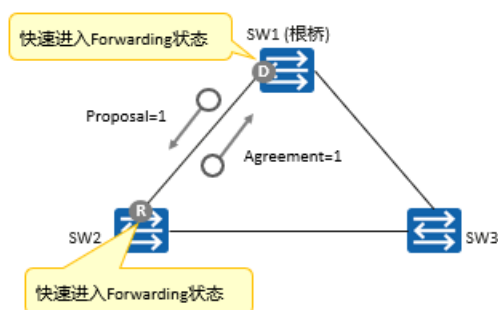 快速进入Forwarding状态
SW1 (根桥)
D
Proposal=1
Agreement=1
R
SW2
SW3
快速进入Forwarding状态